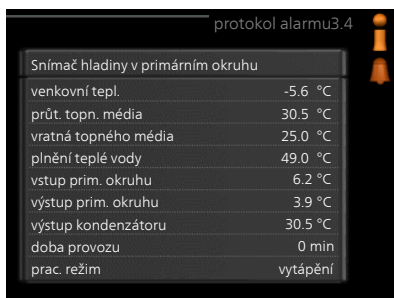 protokol alarmu3.4
Snímač hladiny v primárním okruhu
venkovní tepl. -5.6 °C
průt. topn. média 30.5 °C
vratná topného média 25.0 °C
plnění teplé vody 49.0 °C
vstup prim. okruhu 6.2 °C
výstup prim. okruhu 3.9 °C
výstup kondenzátoru 30.5 °C
doba provozu 0 min
prac. režim vytápění